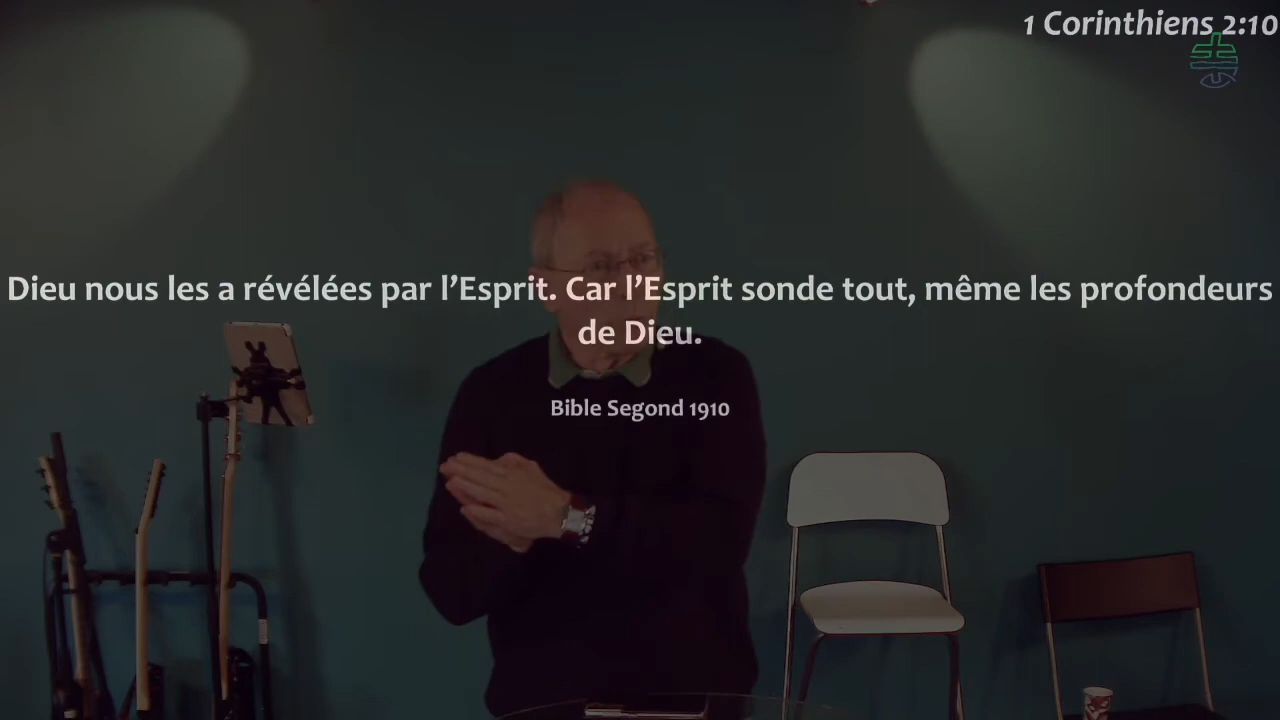 1 Corinthiens 2:10
Dieu nous les a révélées par l’Esprit. Car l’Esprit sonde tout, même les profondeurs
de Dieu.
Bible Segond 1910